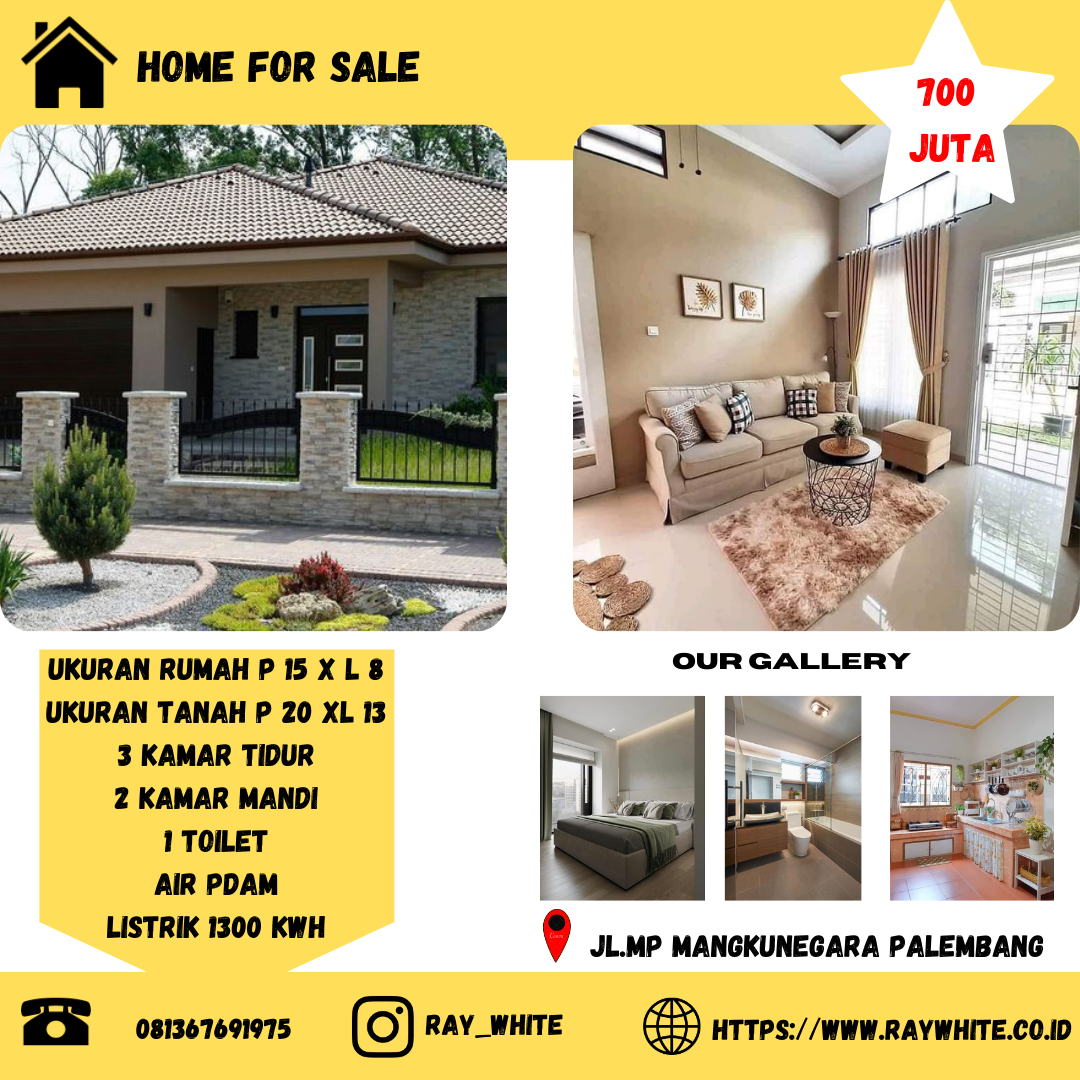 HOME FOR SALE
700
JUTA
UKURAN RUMAH P 15 X L 8
UKURAN TANAH P 20 XL 13
3 KAMAR TIDUR
2 KAMAR MANDI
1 TOILET
AIR PDAM
LISTRIK 1300 KWH
OUR GALLERY
JL.MP MANGKUNEGARA PALEMBANG
081367691975
RAY_WHITE
HTTPS://WWW.RAYWHITE.CO.ID